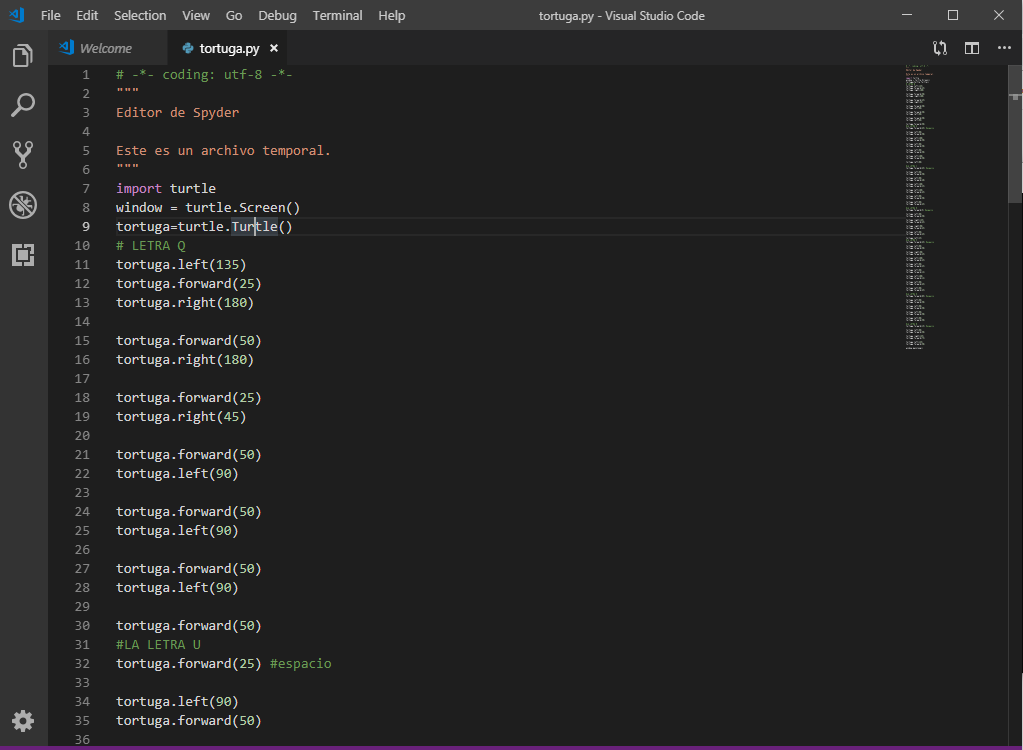 File Edit Selection View Go Debug Terminal Help tortuga.py - Visual Studio Code
Welcome tortuga.py
1 # -*- coding: utf-8 -*-
2 """
3 Editor de Spyder
4
5 Este es un archivo temporal.
6 """
7 import turtle
8 window = turtle.Screen()
9 tortuga=turtle.Turtle()
10 # LETRA Q
11 tortuga.left(135)
12 tortuga.forward(25)
13 tortuga.right(180)
14
15 tortuga.forward(50)
16 tortuga.right(180)
17
18 tortuga.forward(25)
19 tortuga.right(45)
20
21 tortuga.forward(50)
22 tortuga.left(90)
23
24 tortuga.forward(50)
25 tortuga.left(90)
26
27 tortuga.forward(50)
28 tortuga.left(90)
29
30 tortuga.forward(50)
31 #LA LETRA U
32 tortuga.forward(25) #espacio
33
34 tortuga.left(90)
35 tortuga.forward(50)
36